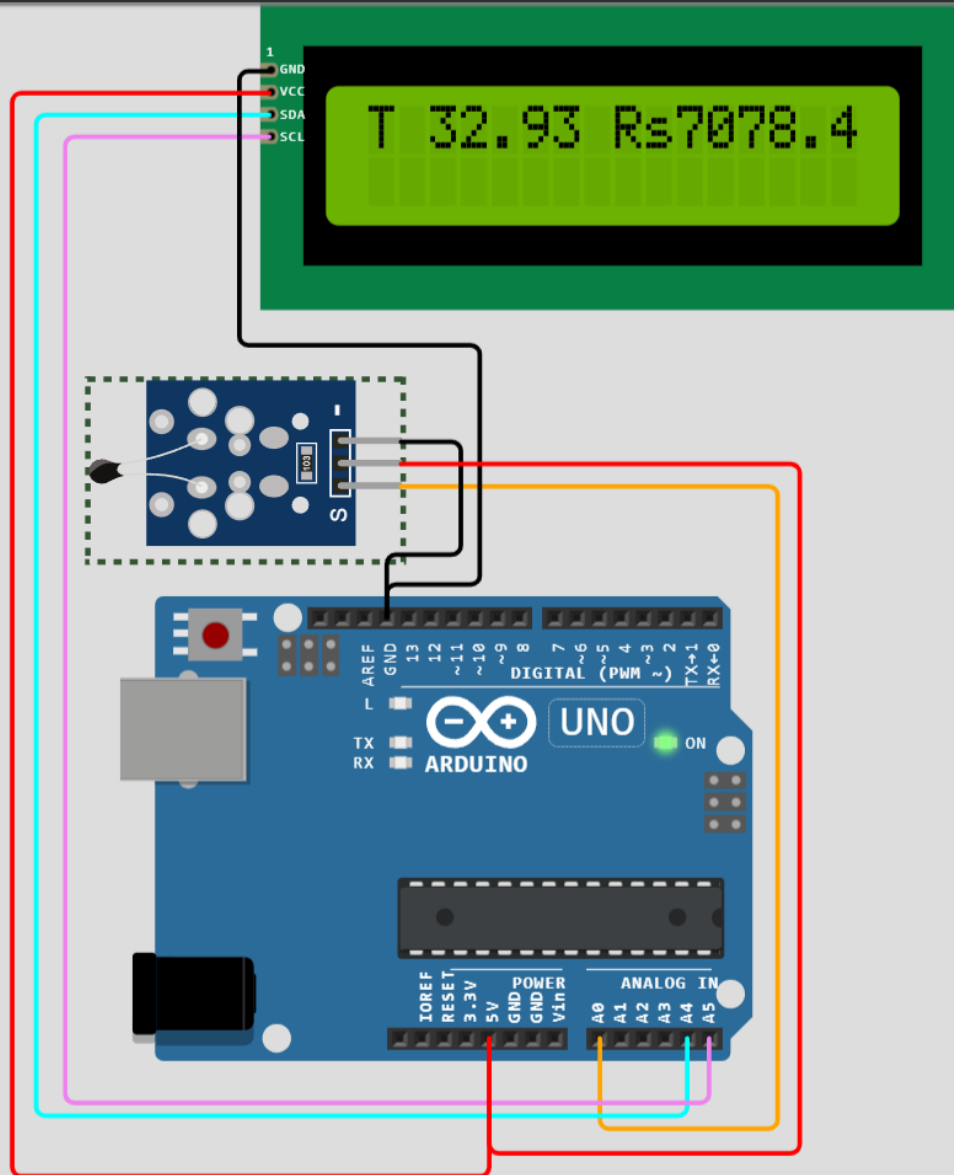 1
GND
VCC
SDA
SCL
T 32.93 Rs7078.4
-
103
S
AREF
GND
13
12
~11
~10
~9
8
7
~6
~5
4
~3
2
TX→1
RX←0
DIGITAL (PWM ~)
L
TX
RX
UNO
ON
ARDUINO
IOREF
RESET
3.3V
5V
GND
GND
Vin
POWER
ANALOG IN
A0
A1
A2
A3
A4
A5